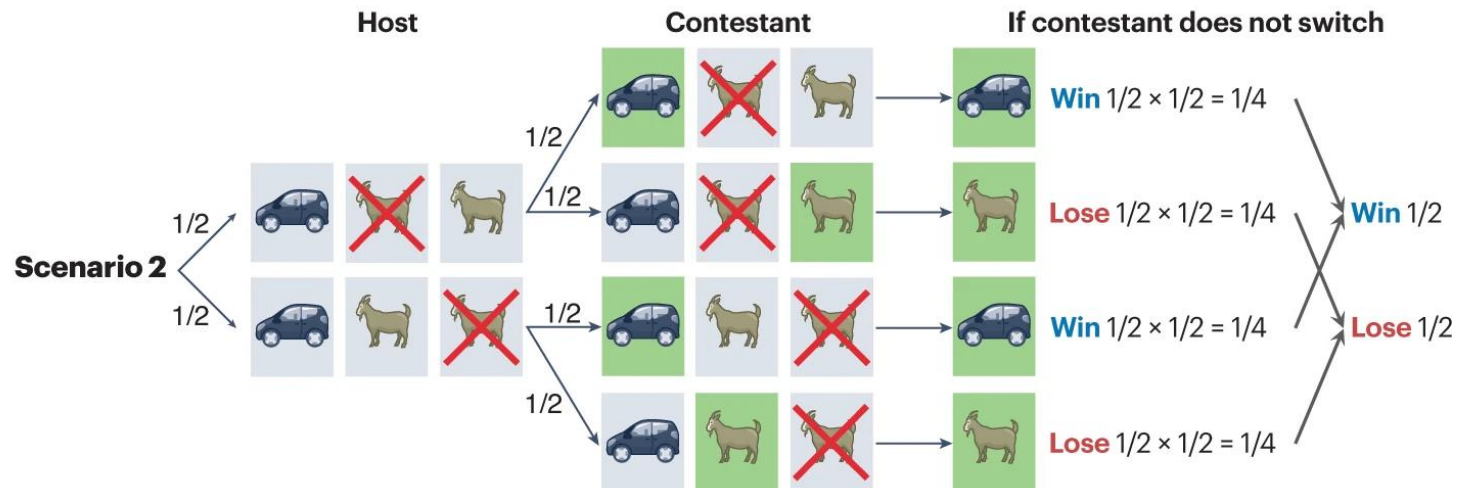 Host
Contestant
If contestant does not switch
Win 1/2 × 1/2 = 1/4
1/2
1/2
Lose 1/2 × 1/2 = 1/4
Win 1/2
1/2
Scenario 2
1/2
1/2
Win 1/2 × 1/2 = 1/4
Lose 1/2
1/2
Lose 1/2 × 1/2 = 1/4